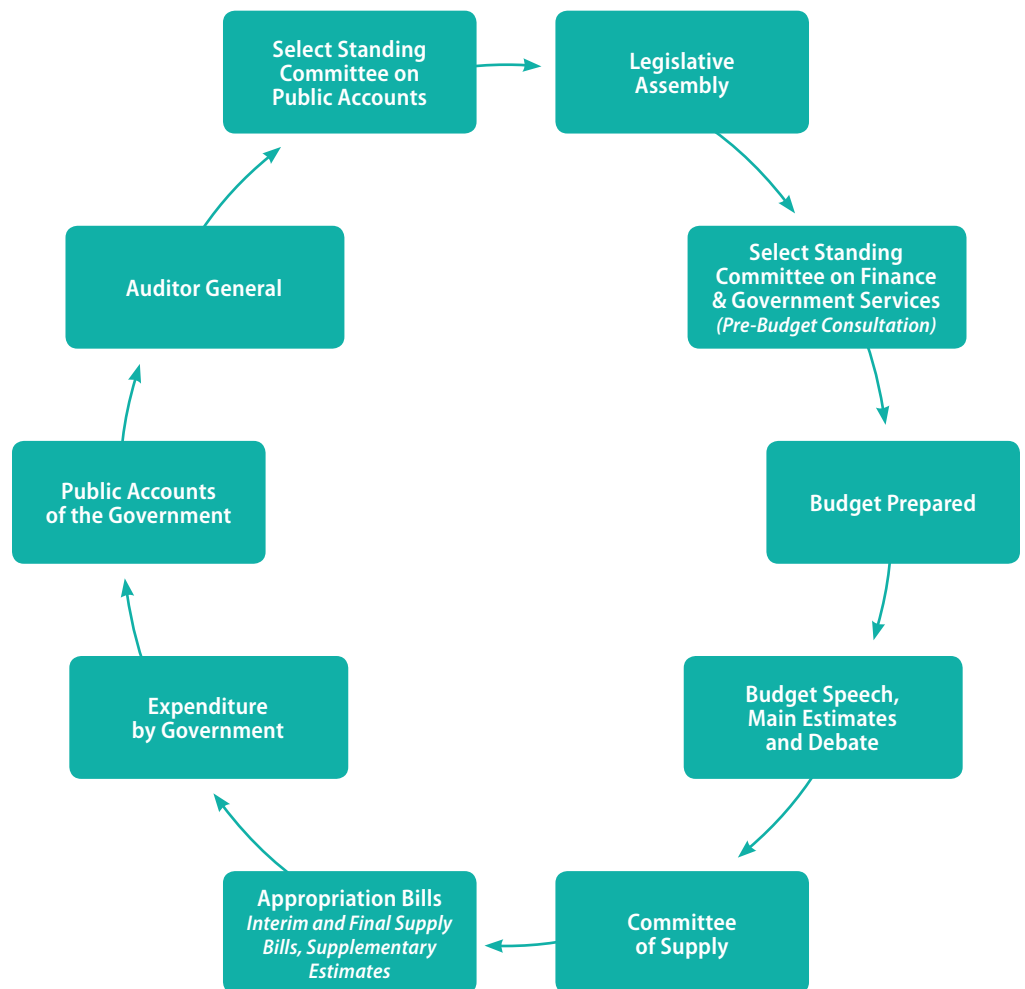 Select Standing
Committee on
Public Accounts
Legislative
Assembly
Select Standing
Committee on Finance
& Government Services
(Pre-Budget Consultation)
Budget Prepared
Budget Speech,
Main Estimates
and Debate
Committee
of Supply
Appropriation Bills
Interim and Final Supply
Bills, Supplementary
Estimates
Expenditure
by Government
Public Accounts
of the Government
Auditor General